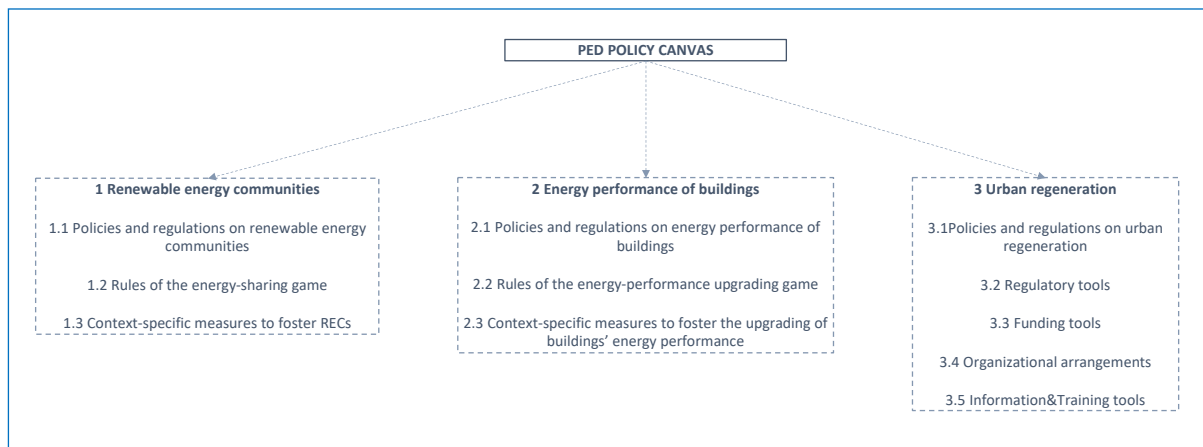 PED POLICY CANVAS
1 Renewable energy communities
1.1 Policies and regulations on renewable energy
communities
1.2 Rules of the energy-sharing game
1.3 Context-specific measures to foster RECs
2 Energy performance of buildings
2.1 Policies and regulations on energy performance of
buildings
2.2 Rules of the energy-performance upgrading game
2.3 Context-specific measures to foster the upgrading of
buildings’ energy performance
3 Urban regeneration
3.1Policies and regulations on urban
regeneration
3.2 Regulatory tools
3.3 Funding tools
3.4 Organizational arrangements
3.5 Information&Training tools